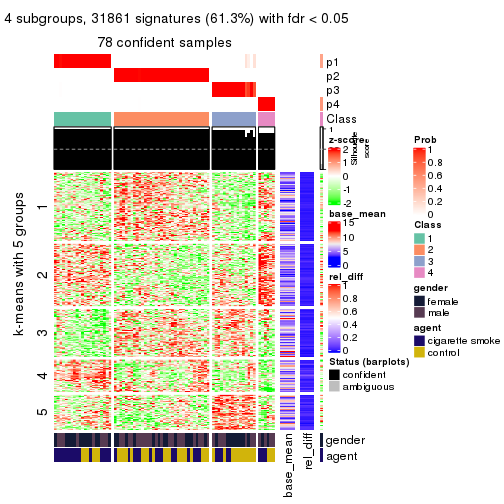 4 subgroups, 31861 signatures (61.3%) with fdr < 0.05
78 confident samples
p1
p2
p3
p4
Class
1
Silhouette
score
k-means with 5 groups
1
2
3
4
5
z-score
2
1
0
-1
-2
base_mean
15
10
5
0
rel_diff
1
0.8
0.6
0.4
0.2
0
Status (barplots)
confident
ambiguous
Prob
1
0.8
0.6
0.4
0.2
0
Class
1
2
3
4
gender
female
male
agent
cigarette smoke
control
gender
agent
base_mean
rel_diff